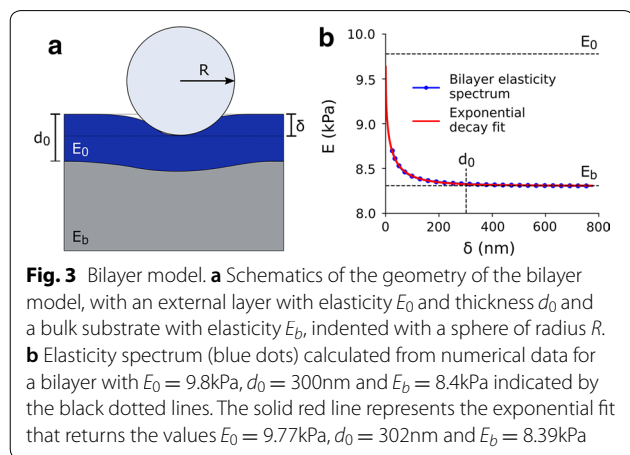 a
R
d₀
δ
E₀
E_b
b
10.0
9.5
9.0
8.5
8.0
E (kPa)
E₀
Bilayer elasticity
spectrum
Exponential
decay fit
d₀
E_b
0 200 400 600 800
δ (nm)
Fig. 3 Bilayer model. a Schematics of the geometry of the bilayer
model, with an external layer with elasticity E₀ and thickness d₀ and
a bulk substrate with elasticity E_b, indented with a sphere of radius R.
b Elasticity spectrum (blue dots) calculated from numerical data for
a bilayer with E₀ = 9.8kPa, d₀ = 300nm and E_b = 8.4kPa indicated by
the black dotted lines. The solid red line represents the exponential fit
that returns the values E₀ = 9.77kPa, d₀ = 302nm and E_b = 8.39kPa